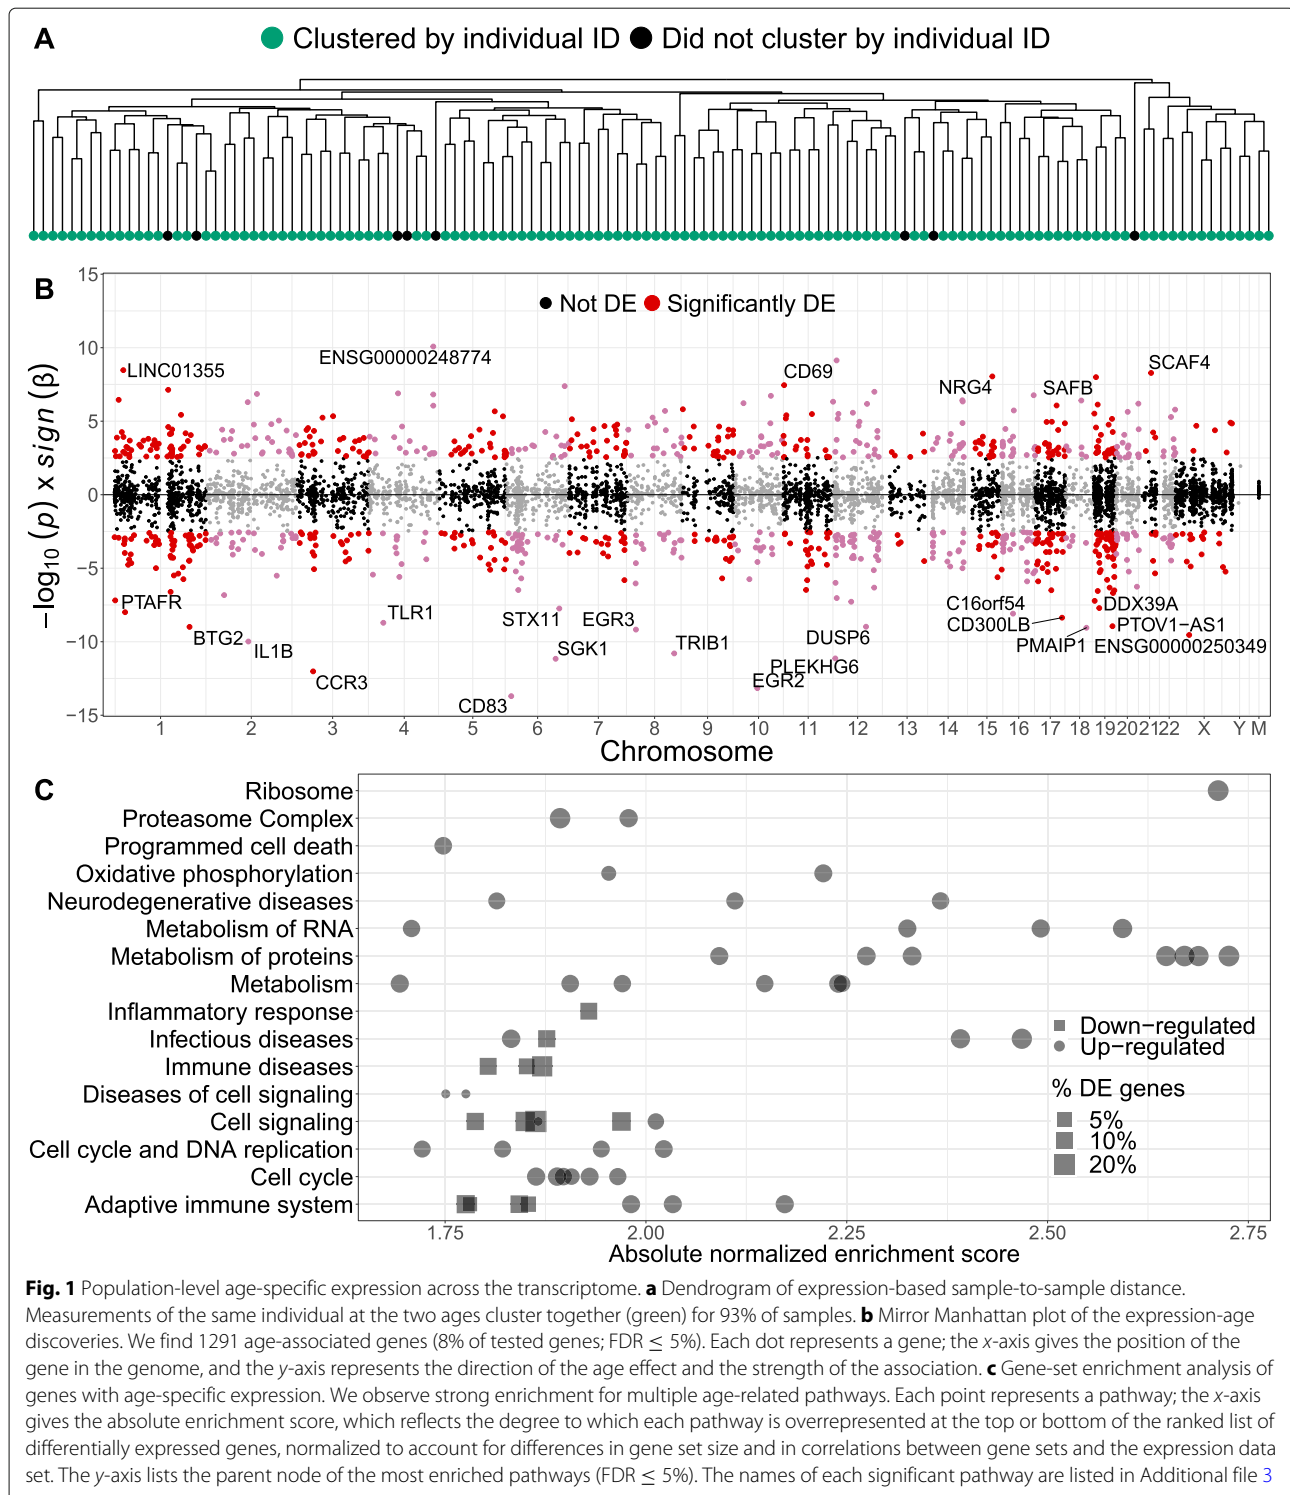 A
Clustered by individual ID
Did not cluster by individual ID
B
Not DE
Significantly DE
−log10 (p) x sign (β)
15
10
5
0
−5
−10
−15
LINC01355
ENSG00000248774
CD69
NRG4
SAFB
SCAF4
PTAFR
BTG2
IL1B
CCR3
TLR1
CD83
STX11
SGK1
EGR3
TRIB1
EGR2
PLEKHG6
DUSP6
C16orf54
CD300LB
PMAIP1
DDX39A
PTOV1−AS1
ENSG00000250349
1 2 3 4 5 6 7 8 9 10 11 12 13 14 15 16 17 18 19 20 21 22 X Y M
Chromosome
C
Ribosome
Proteasome Complex
Programmed cell death
Oxidative phosphorylation
Neurodegenerative diseases
Metabolism of RNA
Metabolism of proteins
Metabolism
Inflammatory response
Infectious diseases
Immune diseases
Diseases of cell signaling
Cell signaling
Cell cycle and DNA replication
Cell cycle
Adaptive immune system
Down−regulated
Up−regulated
% DE genes
5%
10%
20%
1.75 2.00 2.25 2.50 2.75
Absolute normalized enrichment score
Fig. 1 Population-level age-specific expression across the transcriptome. a Dendrogram of expression-based sample-to-sample distance.
Measurements of the same individual at the two ages cluster together (green) for 93% of samples. b Mirror Manhattan plot of the expression-age
discoveries. We find 1291 age-associated genes (8% of tested genes; FDR ≤ 5%). Each dot represents a gene; the x-axis gives the position of the
gene in the genome, and the y-axis represents the direction of the age effect and the strength of the association. c Gene-set enrichment analysis of
genes with age-specific expression. We observe strong enrichment for multiple age-related pathways. Each point represents a pathway; the x-axis
gives the absolute enrichment score, which reflects the degree to which each pathway is overrepresented at the top or bottom of the ranked list of
differentially expressed genes, normalized to account for differences in gene set size and in correlations between gene sets and the expression data
set. The y-axis lists the parent node of the most enriched pathways (FDR ≤ 5%). The names of each significant pathway are listed in Additional file 3